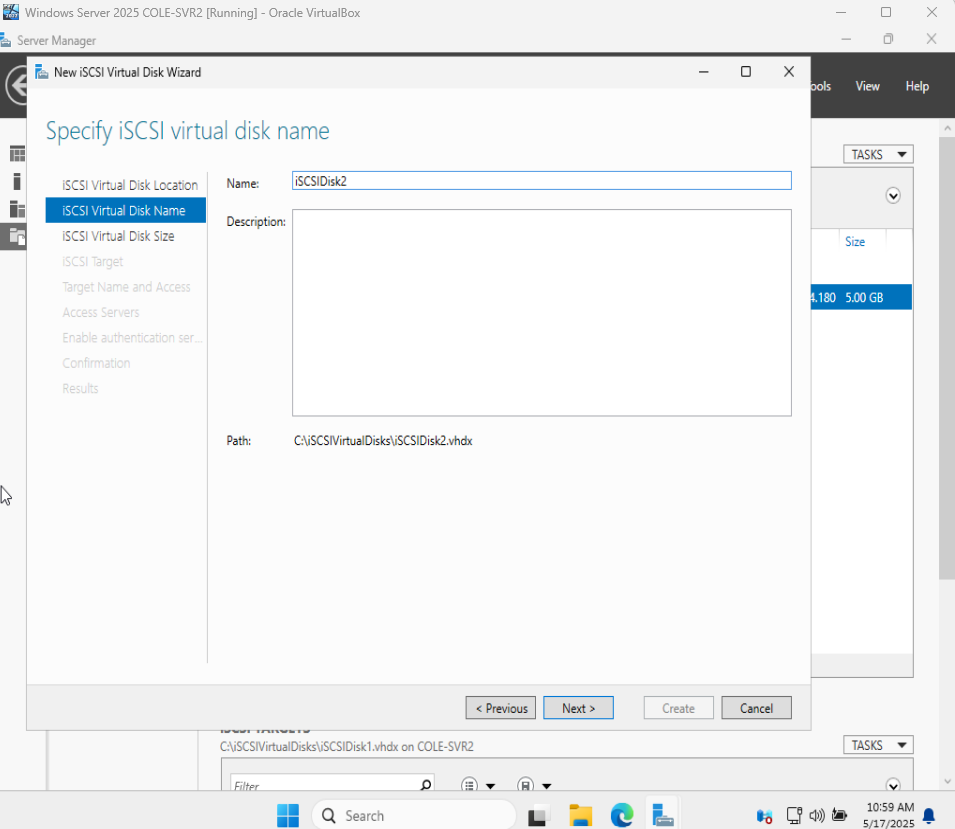 Windows Server 2025 COLE-SVR2 [Running] - Oracle VirtualBox
Server Manager
New iSCSI Virtual Disk Wizard
ools View Help
Specify iSCSI virtual disk name
TASKS
iSCSI Virtual Disk Location
Name: iSCSIDisk2
iSCSI Virtual Disk Name
Description:
iSCSI Virtual Disk Size
Size
iSCSI Target
Target Name and Access
4.180 5.00 GB
Access Servers
Enable authentication ser...
Confirmation
Results
Path: C:\iSCSIVirtualDisks\iSCSIDisk2.vhdx
< Previous Next > Create Cancel
iSCSI TARGETS
C:\iSCSIVirtualDisks\iSCSIDisk1.vhdx on COLE-SVR2
TASKS
Filter
Search
10:59 AM
5/17/2025